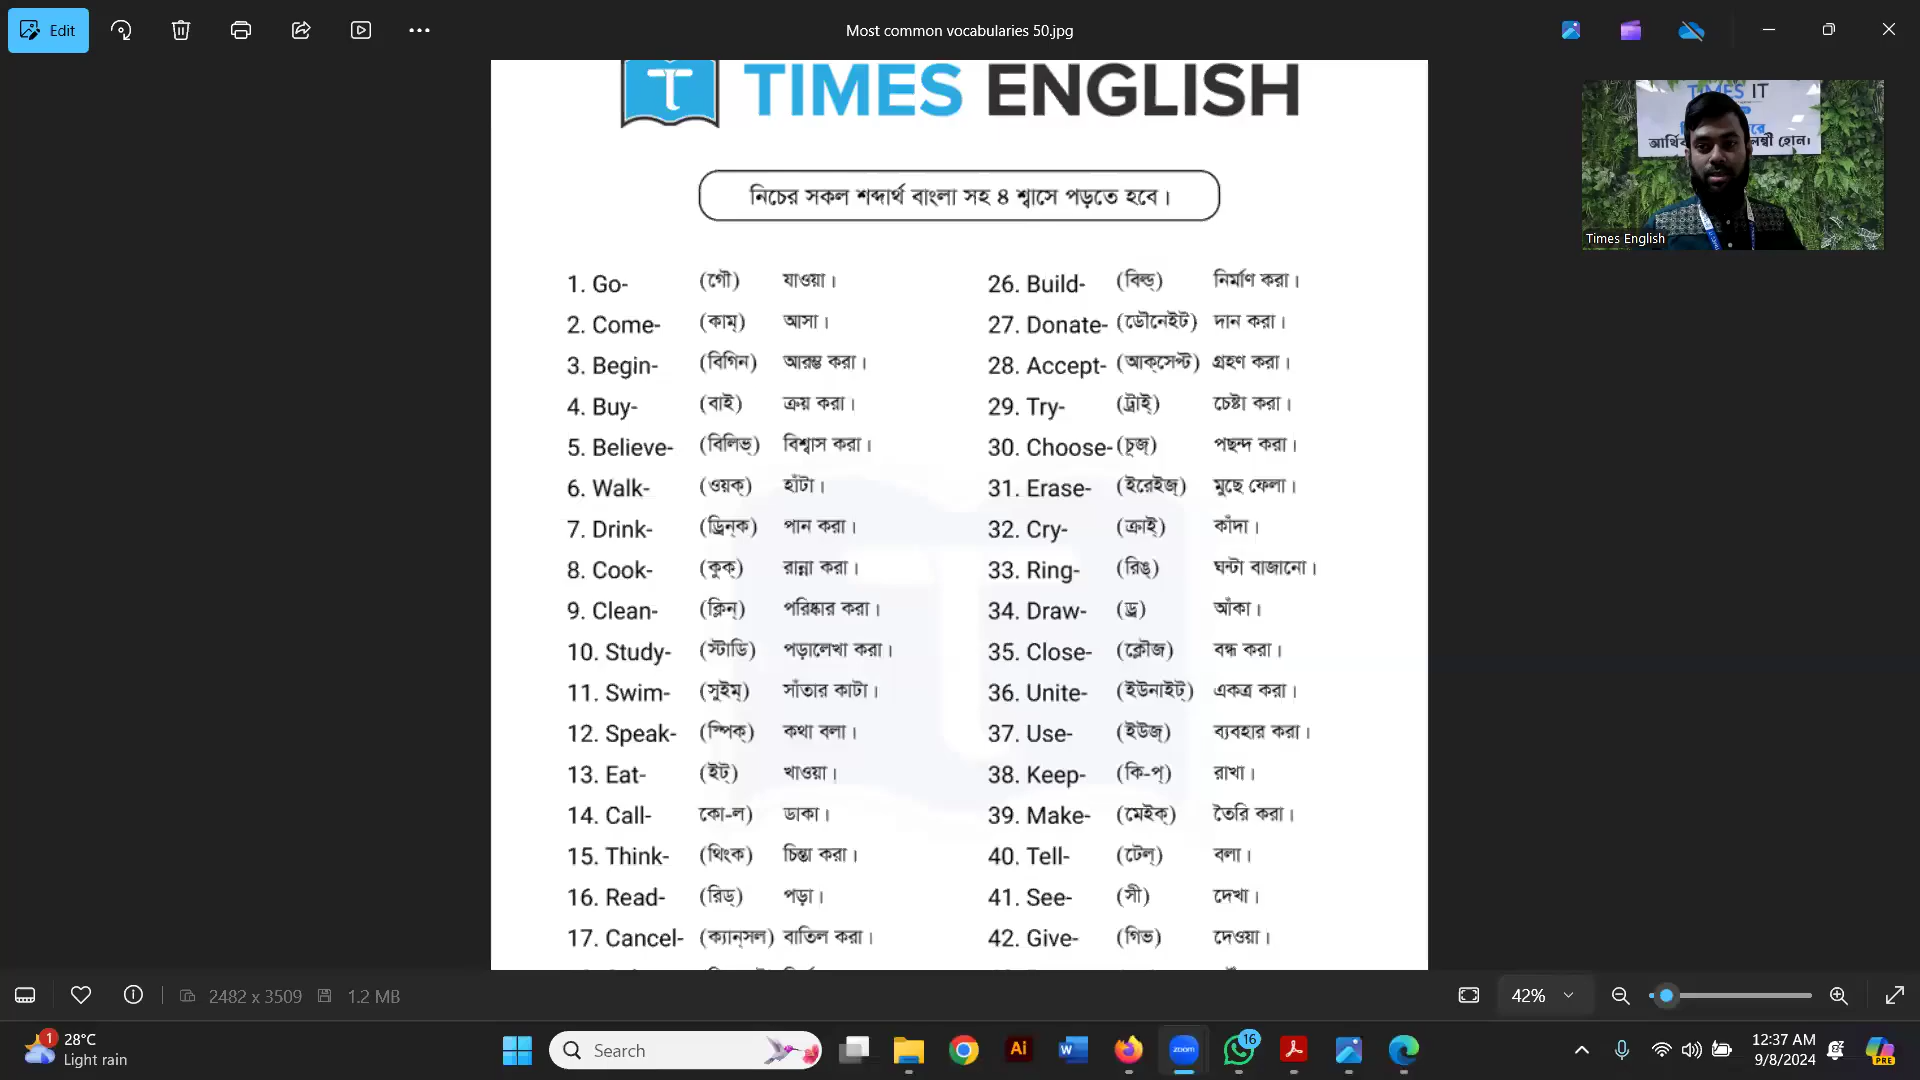 Edit
Most common vocabularies 50.jpg
TIMES ENGLISH
নিচের সকল শব্দার্থ বাংলা সহ ৪ শ্বাসে পড়তে হবে।
1. Go- (গৌ) যাওয়া।
2. Come- (কাম্) আসা।
3. Begin- (বিগিন) আরম্ভ করা।
4. Buy- (বাই) ক্রয় করা।
5. Believe- (বিলিভ্) বিশ্বাস করা।
6. Walk- (ওয়ক্) হাঁটা।
7. Drink- (ড্রিন্ক) পান করা।
8. Cook- (কুক্) রান্না করা।
9. Clean- (ক্লিন্) পরিষ্কার করা।
10. Study- (স্টাডি) পড়ালেখা করা।
11. Swim- (সুইম্) সাঁতার কাটা।
12. Speak- (স্পিক্) কথা বলা।
13. Eat- (ইট্) খাওয়া।
14. Call- কো-ল) ডাকা।
15. Think- (থিংক) চিন্তা করা।
16. Read- (রিড্) পড়া।
17. Cancel- (ক্যান্সল) বাতিল করা।
26. Build- (বিল্ড্) নির্মাণ করা।
27. Donate- (ডৌনেইট) দান করা।
28. Accept- (আক্সেপ্ট) গ্রহণ করা।
29. Try- (ট্রাই্) চেষ্টা করা।
30. Choose- (চূজ্) পছন্দ করা।
31. Erase- (ইরেইজ্) মুছে ফেলা।
32. Cry- (ক্রাই্) কাঁদা।
33. Ring- (রিঙ্) ঘন্টা বাজানো।
34. Draw- (ড্র) আঁকা।
35. Close- (ক্লৌজ) বন্ধ করা।
36. Unite- (ইউনাইট্) একত্র করা।
37. Use- (ইউজ্) ব্যবহার করা।
38. Keep- (কি-প্) রাখা।
39. Make- (মেইক্) তৈরি করা।
40. Tell- (টেল্) বলা।
41. See- (সী) দেখা।
42. Give- (গিভ) দেওয়া।
TIMES IT
আর্থিক লম্বী হোন।
Times English
2482 x 3509 1.2 MB
42%
1 28°C
Light rain
Search
Ai
zoom
16
12:37 AM
9/8/2024
PRE